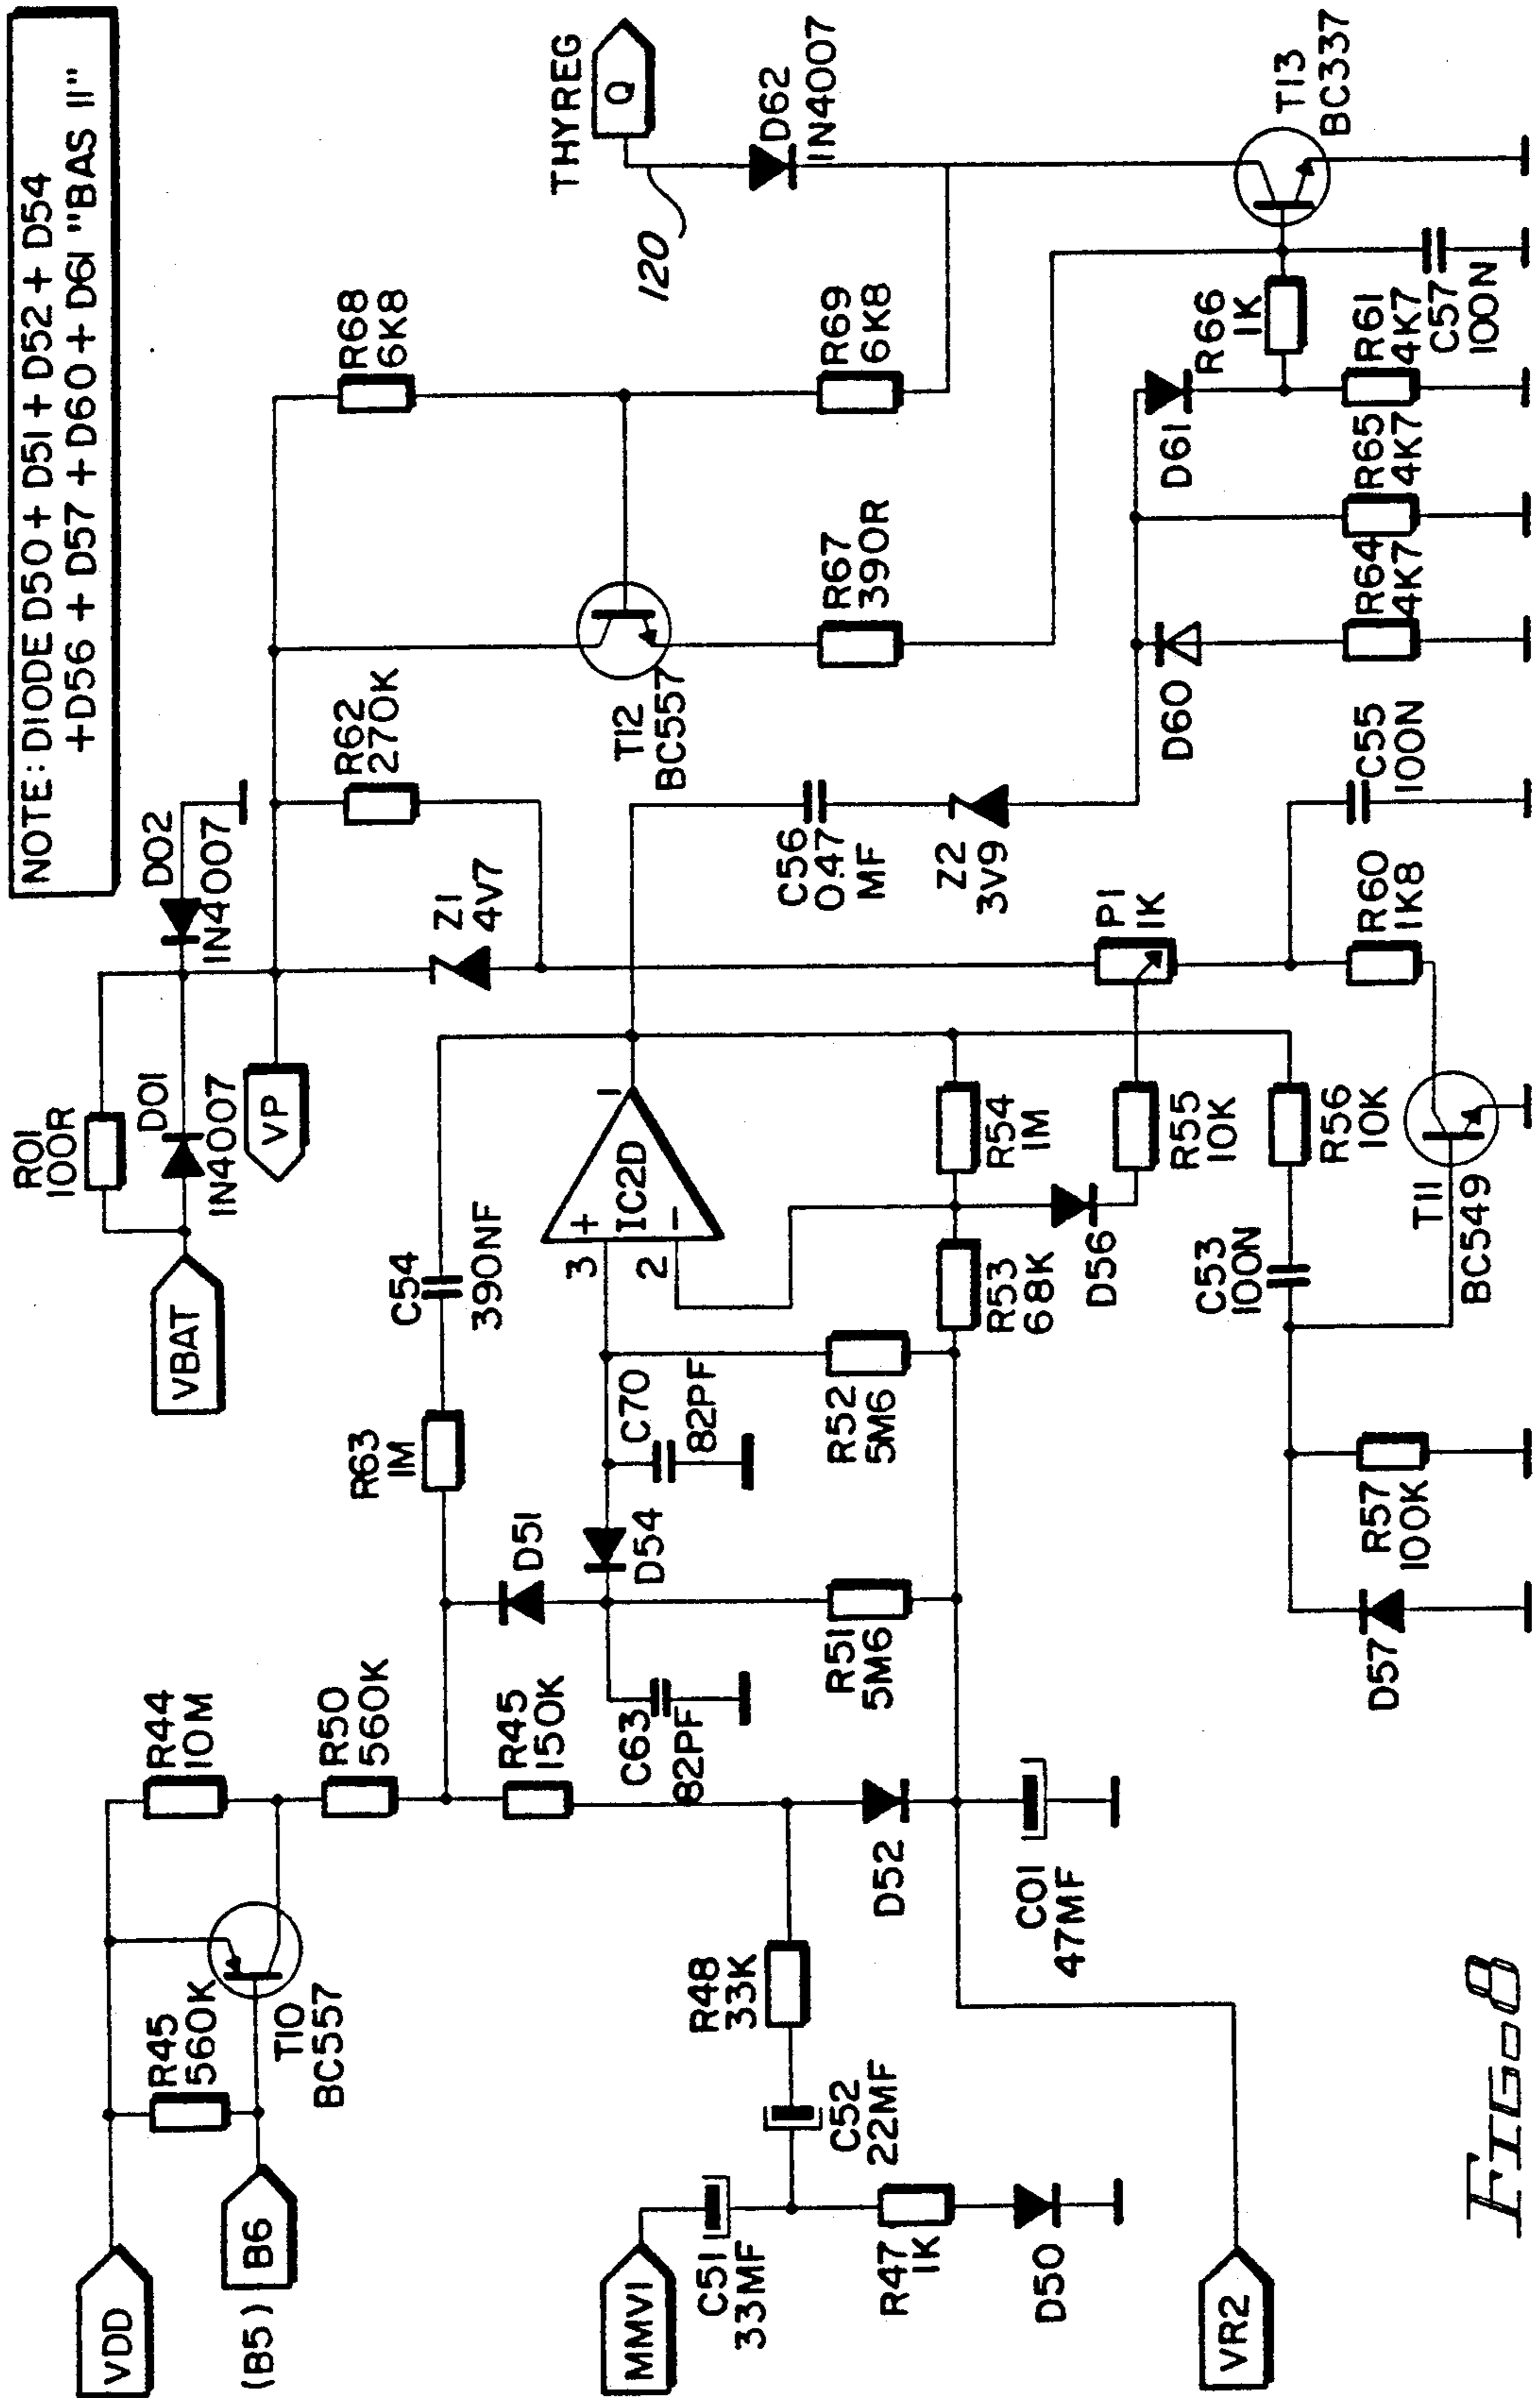 NOTE: DIODE D50 + D51 + D52 + D54
+D56 + D57 + D60 + D61 "BAS 11"
VDD
R45
560K
B6
(B5)
T10
BC557
R44
10M
R50
560K
R45
150K
R63
1M
C54
390NF
VBAT
R01
100R
D01
1N4007
D02
1N4007
VP
R62
270K
Z1
4V7
R68
6K8
THYREG
Q
120
D62
1N4007
T12
BC557
R67
390R
R69
6K8
MMV1
C51
33MF
C52
22MF
R47
1K
D50
R48
33K
D52
C01
47MF
C63
82PF
D51
D54
C70
82PF
R51
5M6
R52
5M6
3
2
+
-
IC2D
1
R53
68K
R54
1M
D56
R55
10K
C56
0.47
MF
Z2
3V9
P1
1K
D60
D61
R66
1K
T13
BC337
VR2
D57
R57
100K
C53
100N
R56
10K
T11
BC549
R60
1K8
C55
100N
R64
4K7
R65
4K7
R61
4K7
C57
100N
FIG-8